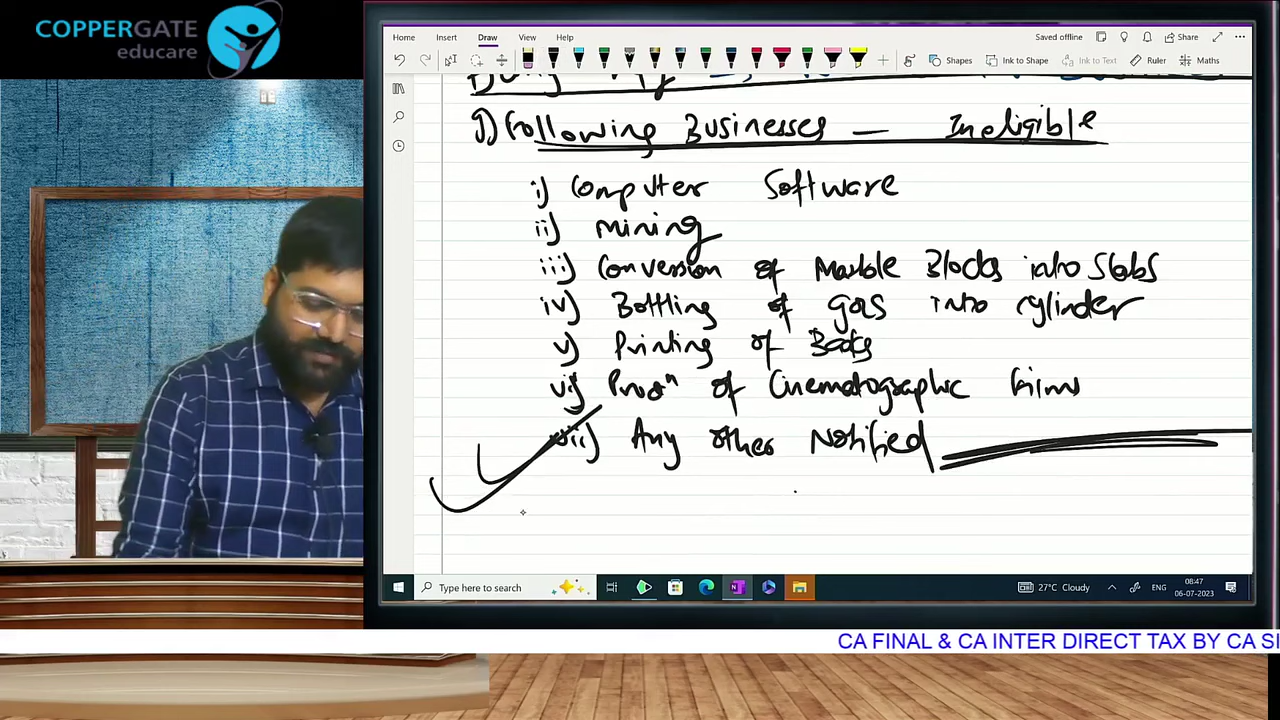 COPPERGATE
educare
Home Insert Draw View Help Saved offline Share
Shapes Ink to Shape Ink to Text Ruler Maths
1) Following Businesses — Ineligible
i) Computer Software
ii) Mining
iii) Conversion of Marble Blocks into Slabs
iv) Bottling of gas into cylinder
v) Printing of Books
vi) Prodn of Cinematographic Films
vii) Any other Notified
Type here to search 27°C Cloudy ENG 08:47
06-07-2023
CA FINAL & CA INTER DIRECT TAX BY CA SI